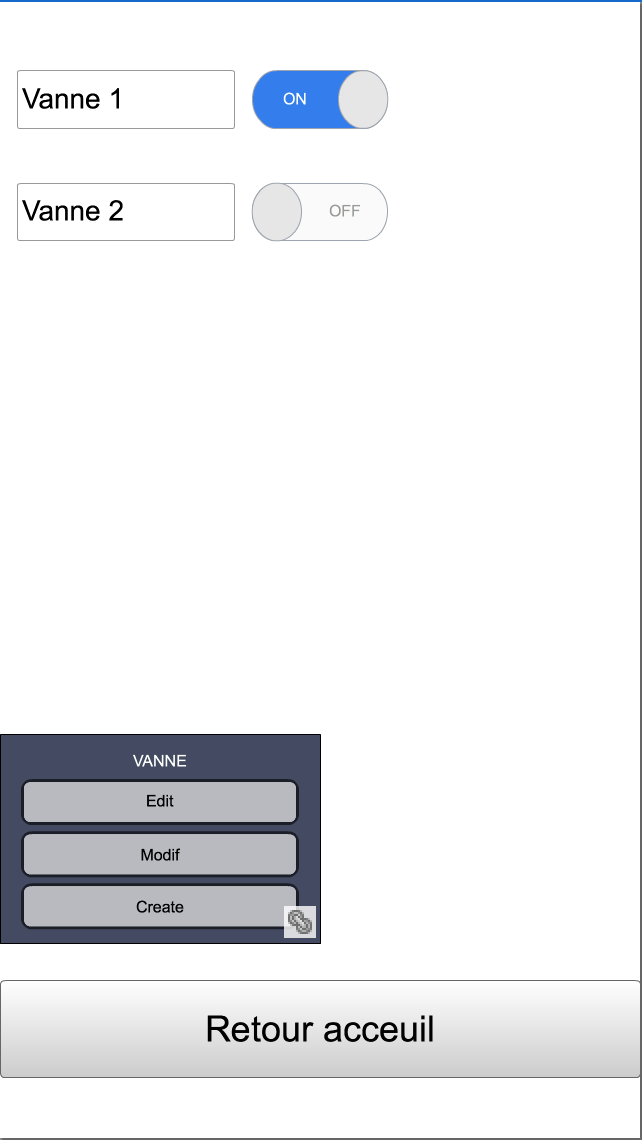 Vanne 1
ON
Vanne 2
OFF
VANNE
Edit
Modif
Create
Retour acceuil